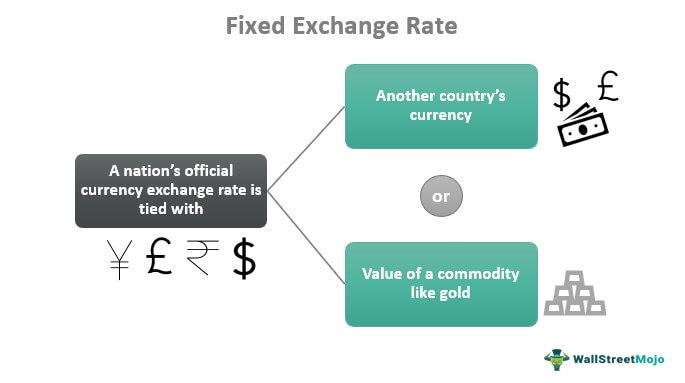 Fixed Exchange Rate
Another country's
currency
$ £
A nation's official
currency exchange rate is
tied with
or
¥ £ ₹ $
Value of a commodity
like gold
WallStreetMojo